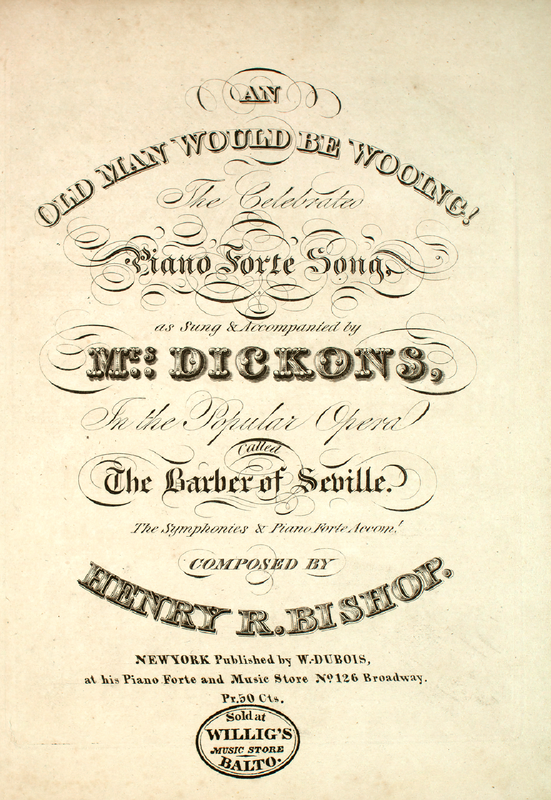 AN
OLD MAN WOULD BE WOOING!
The Celebrated
Piano Forte Song,
as Sung & Accompanied by
Mrs. DICKONS,
In the Popular Opera
Called
The Barber of Seville.
The Symphonies & Piano Forte Accomt.
COMPOSED BY
HENRY R. BISHOP.
NEWYORK Published by W. DUBOIS,
at his Piano Forte and Music Store No. 126 Broadway.
Pr. 50 Cts.
Sold at
WILLIG'S
MUSIC STORE
BALTO.